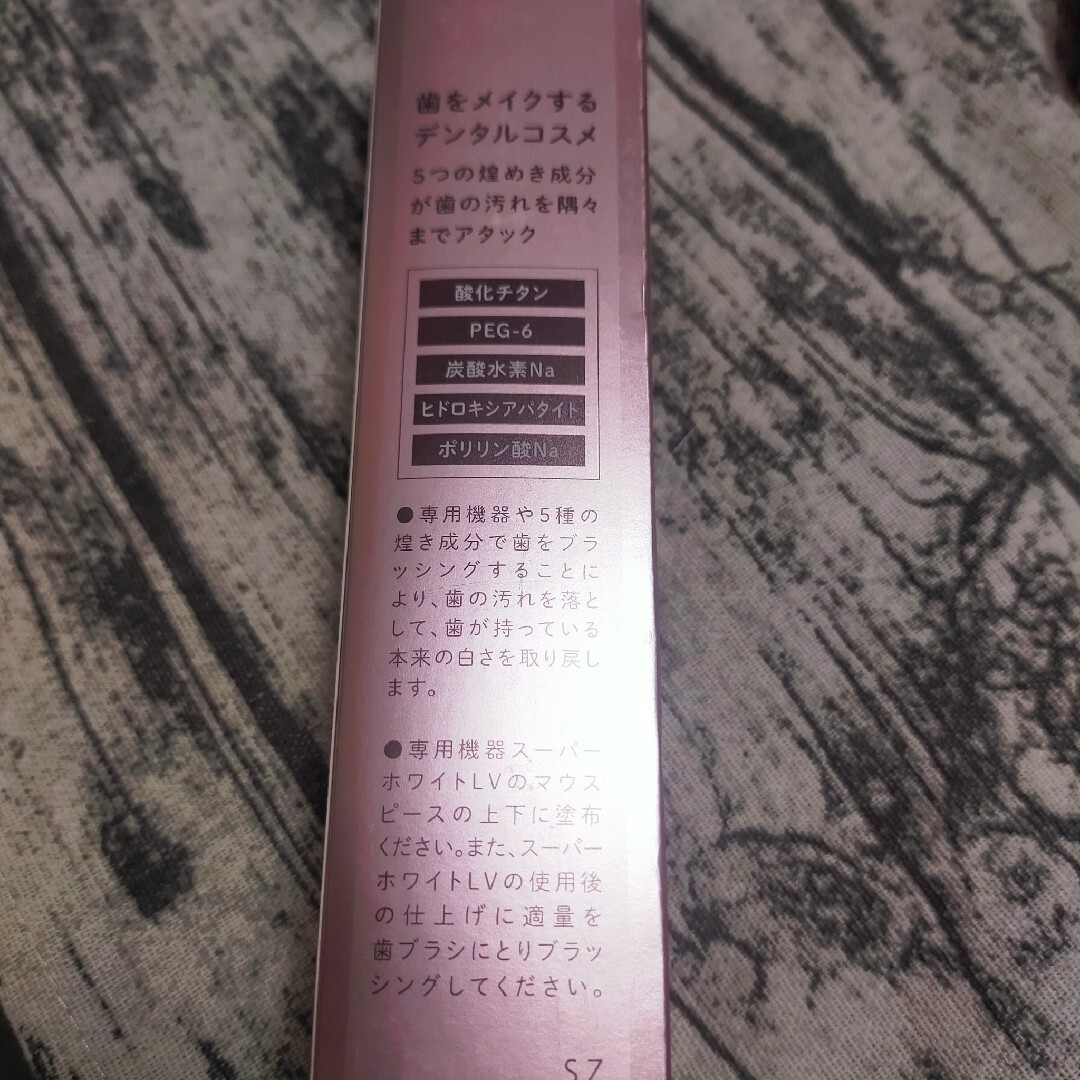 歯をメイクする
デンタルコスメ
5つの煌めき成分
が歯の汚れを隅々
までアタック
酸化チタン
PEG-6
炭酸水素Na
ヒドロキシアパタイト
ポリリン酸Na
●専用機器や5種の
煌き成分で歯をブラ
ッシングすることに
より、歯の汚れを落と
して、歯が持っている
本来の白さを取り戻し
ます。
●専用機器スーパー
ホワイトLVのマウス
ピースの上下に塗布
ください。また、スーパー
ホワイトLVの使用後
の仕上げに適量を
歯ブラシにとりブラッ
シングしてください。